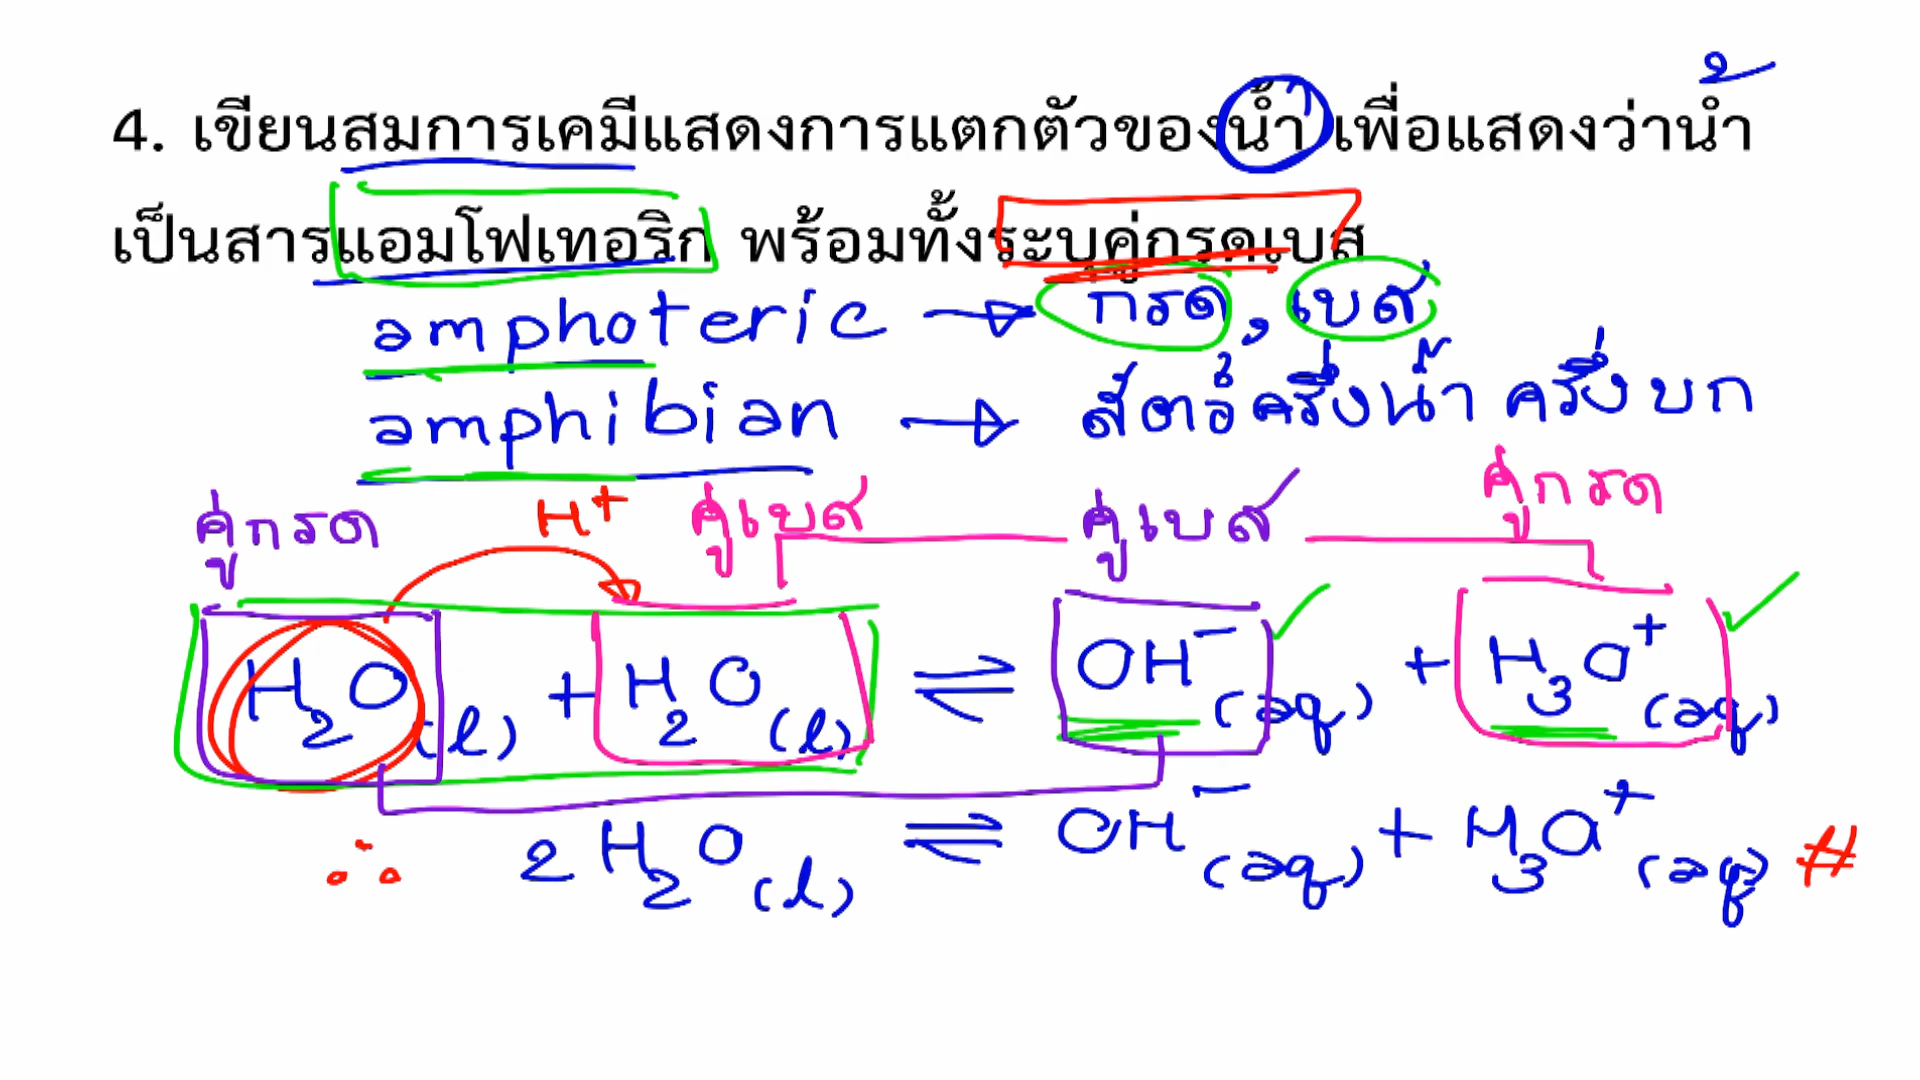 4. เขียนสมการเคมีแสดงการแตกตัวของน้ำ เพื่อแสดงว่าน้ำ
เป็นสารแอมโฟเทอริก พร้อมทั้งระบุคู่กรดเบส
amphoteric → กรด, เบส
amphibian → สัตว์ครึ่งน้ำ ครึ่งบก
คู่กรด H⁺ คู่เบส คู่เบส คู่กรด
H₂O(l) + H₂O(l) ⇌ OH⁻(aq) + H₃O⁺(aq)
∴ 2H₂O(l) ⇌ OH⁻(aq) + H₃O⁺(aq) #